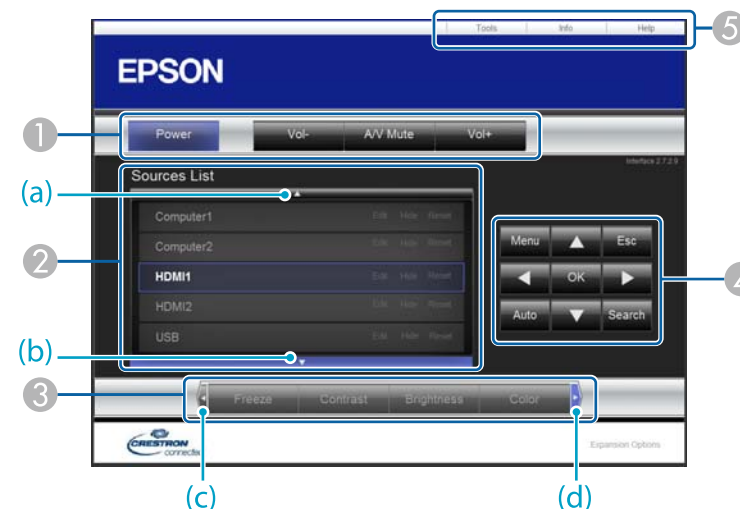 Tools Info Help 5
EPSON
1 Power Vol- A/V Mute Vol+
Interface 2.7.2.9
Sources List
(a)
Computer1 Edit Hide Reset
Computer2 Edit Hide Reset
2 HDMI1 Edit Hide Reset
HDMI2 Edit Hide Reset
USB Edit Hide Reset
(b)
Menu Esc
OK 4
Auto Search
3 Freeze Contrast Brightness Color
CRESTRON
connected
Expansion Options
(c) (d)